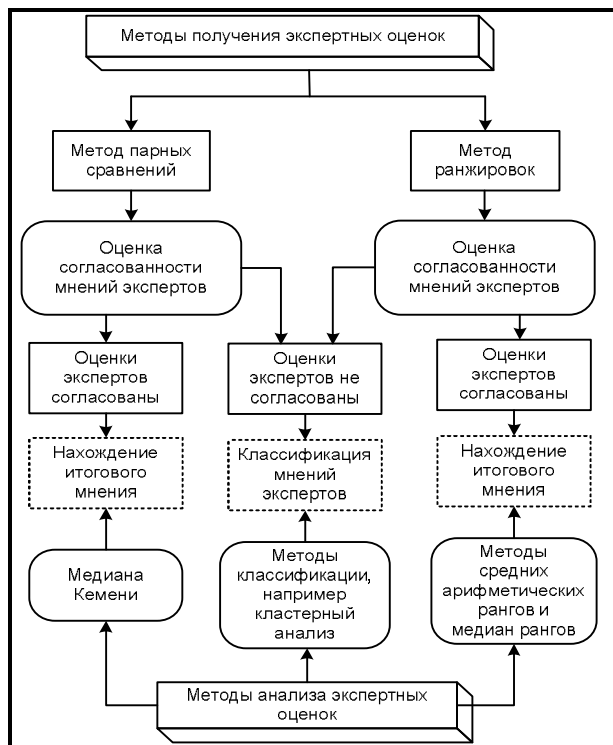 Методы получения экспертных оценок
Метод парных
сравнений
Метод
ранжировок
Оценка
согласованности
мнений экспертов
Оценка
согласованности
мнений экспертов
Оценки
экспертов
согласованы
Оценки
экспертов не
согласованы
Оценки
экспертов
согласованы
Нахождение
итогового
мнения
Классификация
мнений
экспертов
Нахождение
итогового
мнения
Медиана
Кемени
Методы
классификации,
например
кластерный
анализ
Методы
средних
арифметических
рангов и
медиан рангов
Методы анализа экспертных
оценок